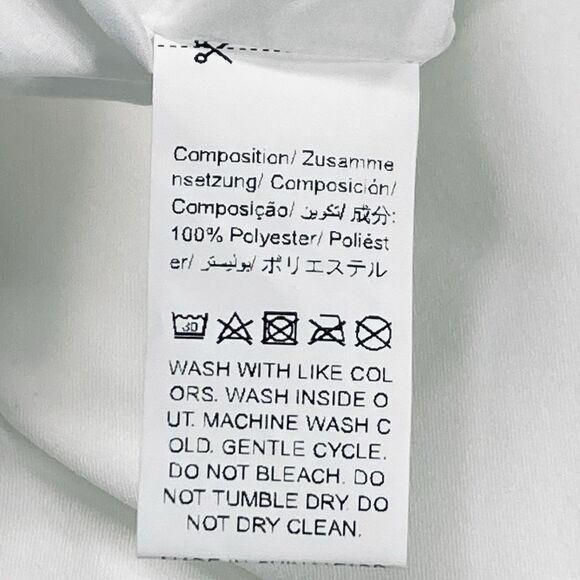 Composition/ Zusamme
nsetzung/ Composición/
Composição/ تكوين/ 成分:
100% Polyester/ Poliést
er/ بوليستر/ ポリエステル
30
WASH WITH LIKE COL
ORS. WASH INSIDE O
UT. MACHINE WASH C
OLD. GENTLE CYCLE.
DO NOT BLEACH. DO
NOT TUMBLE DRY. DO
NOT DRY CLEAN.